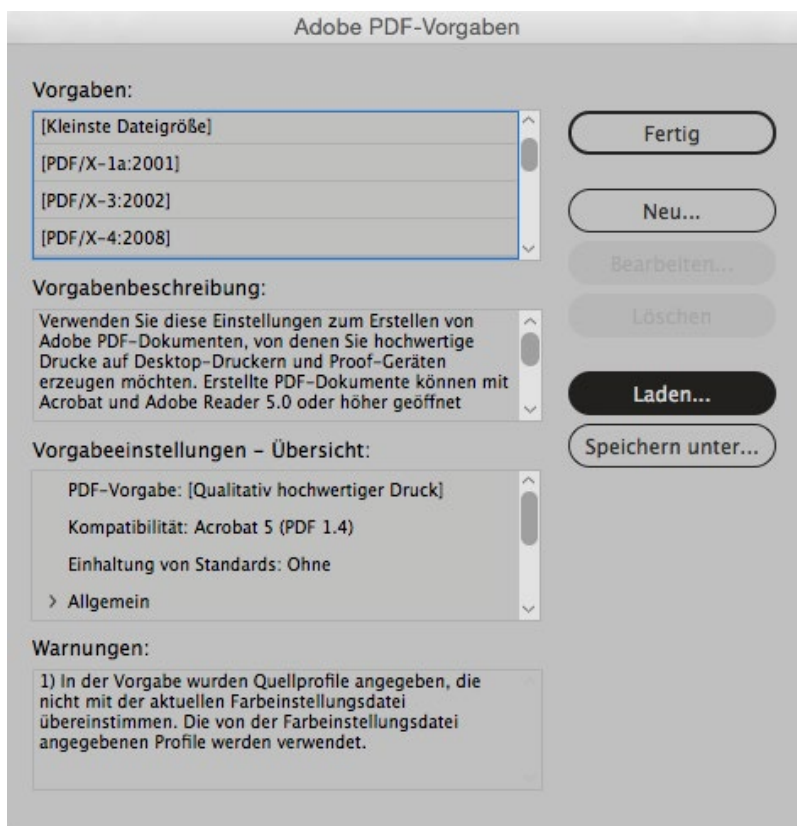 Adobe PDF-Vorgaben
Vorgaben:
[Kleinste Dateigröße]
[PDF/X-1a:2001]
[PDF/X-3:2002]
[PDF/X-4:2008]
Fertig
Neu...
Bearbeiten...
Löschen
Laden...
Speichern unter...
Vorgabenbeschreibung:
Verwenden Sie diese Einstellungen zum Erstellen von
Adobe PDF-Dokumenten, von denen Sie hochwertige
Drucke auf Desktop-Druckern und Proof-Geräten
erzeugen möchten. Erstellte PDF-Dokumente können mit
Acrobat und Adobe Reader 5.0 oder höher geöffnet
Vorgabeeinstellungen – Übersicht:
PDF-Vorgabe: [Qualitativ hochwertiger Druck]
Kompatibilität: Acrobat 5 (PDF 1.4)
Einhaltung von Standards: Ohne
> Allgemein
Warnungen:
1) In der Vorgabe wurden Quellprofile angegeben, die
nicht mit der aktuellen Farbeinstellungsdatei
übereinstimmen. Die von der Farbeinstellungsdatei
angegebenen Profile werden verwendet.